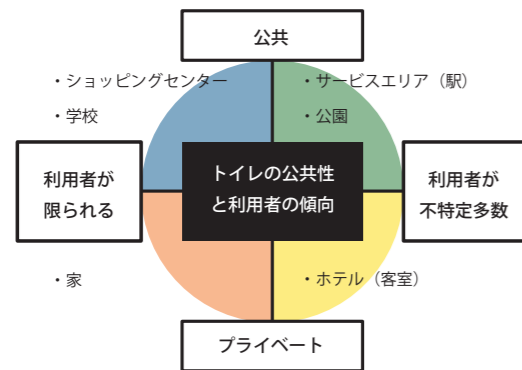 公共
・ショッピングセンター
・サービスエリア（駅）
・学校
・公園
利用者が
限られる
トイレの公共性
と利用者の傾向
利用者が
不特定多数
・家
・ホテル（客室）
プライベート